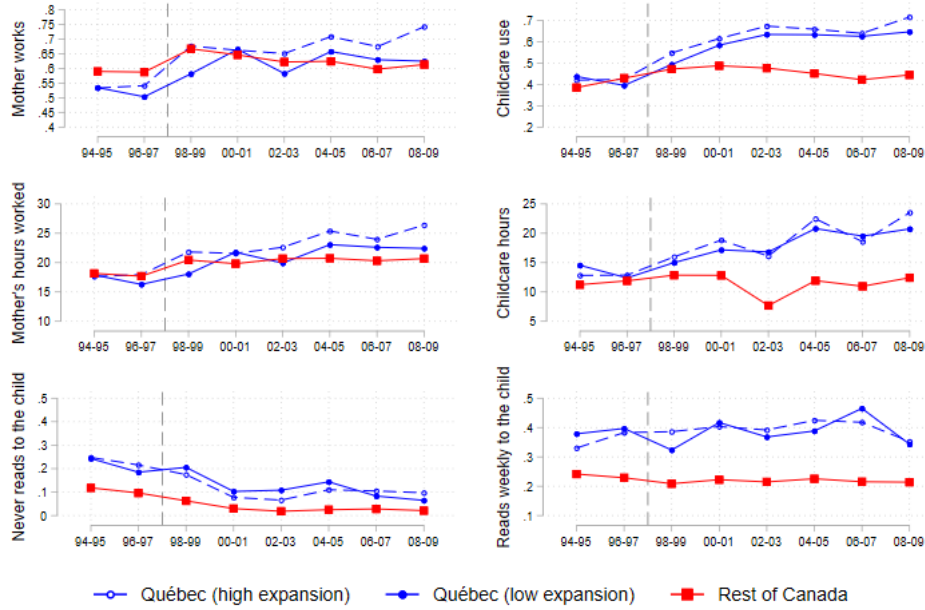 Mother works
.8
.75
.7
.65
.6
.55
.5
.45
.4
94-95 96-97 98-99 00-01 02-03 04-05 06-07 08-09
Childcare use
.7
.6
.5
.4
.3
.2
94-95 96-97 98-99 00-01 02-03 04-05 06-07 08-09
Mother's hours worked
30
25
20
15
10
94-95 96-97 98-99 00-01 02-03 04-05 06-07 08-09
Childcare hours
25
20
15
10
5
94-95 96-97 98-99 00-01 02-03 04-05 06-07 08-09
Never reads to the child
.5
.4
.3
.2
.1
0
94-95 96-97 98-99 00-01 02-03 04-05 06-07 08-09
Reads weekly to the child
.5
.4
.3
.2
.1
94-95 96-97 98-99 00-01 02-03 04-05 06-07 08-09
Québec (high expansion) Québec (low expansion) Rest of Canada